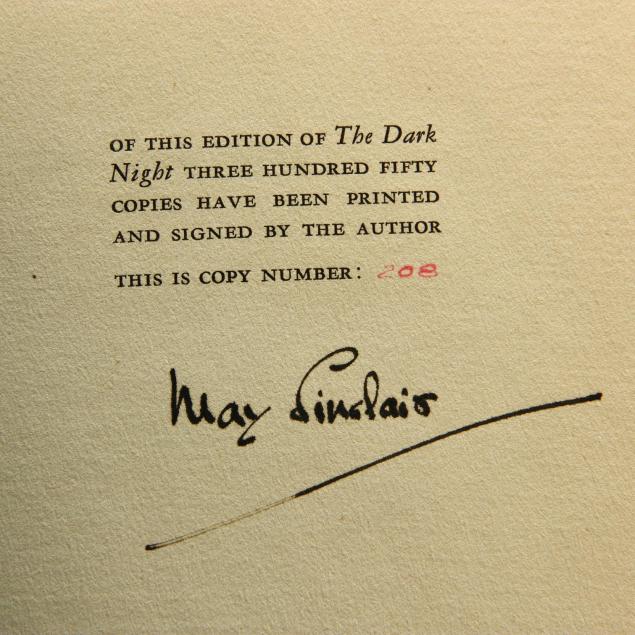 OF THIS EDITION OF The Dark
Night THREE HUNDRED FIFTY
COPIES HAVE BEEN PRINTED
AND SIGNED BY THE AUTHOR
THIS IS COPY NUMBER: 208
May Sinclair